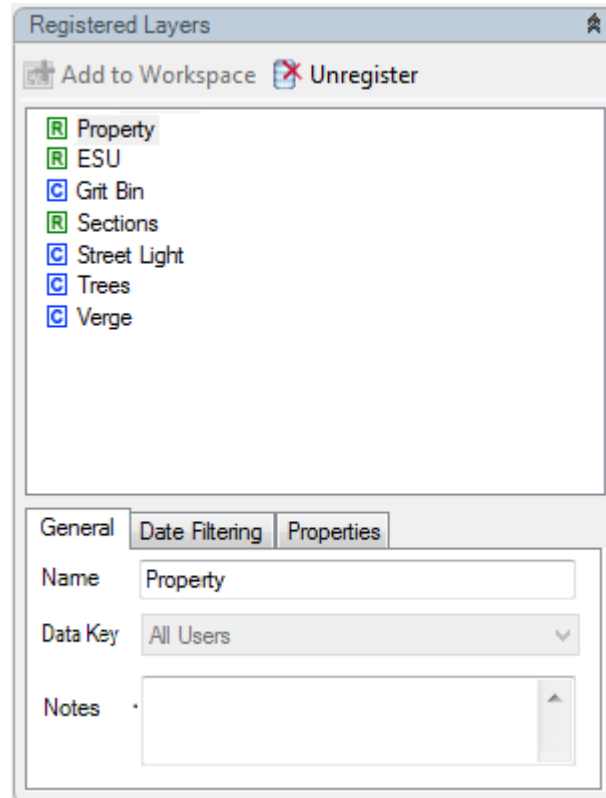 Registered Layers
Add to Workspace Unregister
R Property
R ESU
C Grit Bin
R Sections
C Street Light
C Trees
C Verge
General Date Filtering Properties
Name Property
Data Key All Users
Notes